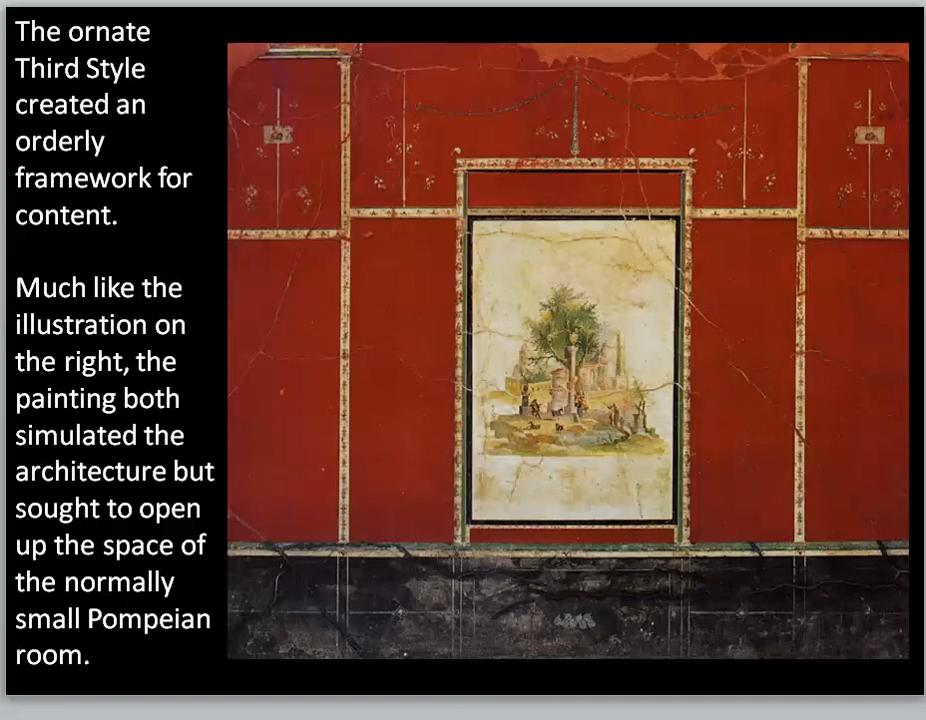 The ornate
Third Style
created an
orderly
framework for
content.
Much like the
illustration on
the right, the
painting both
simulated the
architecture but
sought to open
up the space of
the normally
small Pompeian
room.